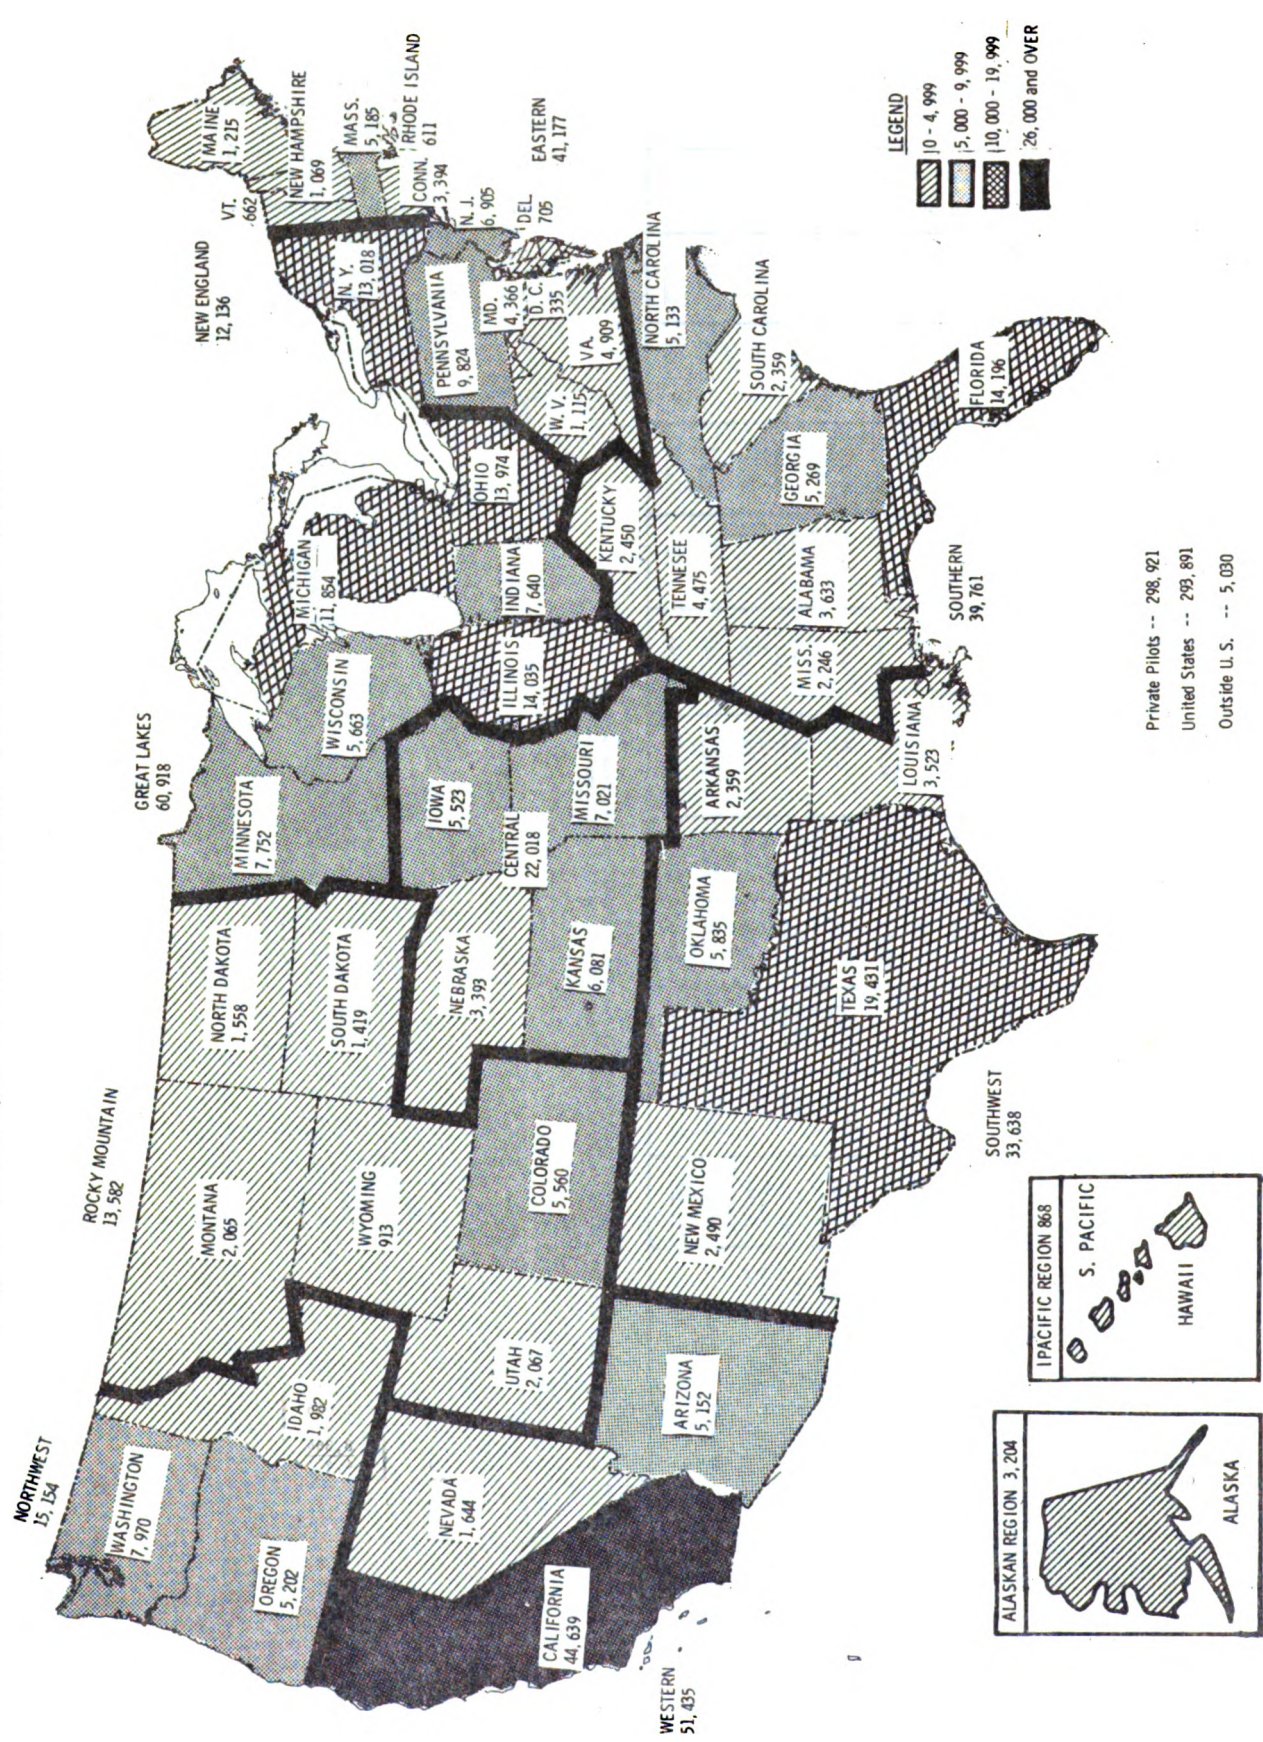 NORTHWEST
15, 154
ROCKY MOUNTAIN
13, 582
GREAT LAKES
60, 918
NEW ENGLAND
12, 136
WASHINGTON
7, 970
OREGON
5, 202
IDAHO
1, 982
MONTANA
2, 065
WYOMING
913
NORTH DAKOTA
1, 558
SOUTH DAKOTA
1, 419
NEBRASKA
3, 393
MINNESOTA
7, 752
WISCONSIN
5, 663
MICHIGAN
11, 854
IOWA
5, 523
ILLINOIS
14, 035
INDIANA
7, 640
OHIO
13, 974
PENNSYLVANIA
9, 824
N. Y.
13, 018
VT.
662
NEW HAMPSHIRE
1, 069
MAINE
1, 215
MASS.
5, 185
RHODE ISLAND
611
CONN.
3, 394
N. J.
6, 905
DEL
705
EASTERN
41, 177
MD.
4, 366
D. C.
335
VA.
4, 909
W. V.
1, 115
KENTUCKY
2, 450
TENNESEE
4, 475
NORTH CAROLINA
5, 133
SOUTH CAROLINA
2, 359
GEORGIA
5, 269
ALABAMA
3, 633
MISS.
2, 246
FLORIDA
14, 196
SOUTHERN
39, 761
LOUISIANA
3, 523
ARKANSAS
2, 359
MISSOURI
7, 021
CENTRAL
22, 018
KANSAS
6, 081
OKLAHOMA
5, 835
TEXAS
19, 431
SOUTHWEST
33, 638
NEW MEXICO
2, 490
COLORADO
5, 560
UTAH
2, 067
ARIZONA
5, 152
NEVADA
1, 644
CALIFORNIA
44, 639
WESTERN
51, 435
ALASKAN REGION 3, 204
ALASKA
PACIFIC REGION 868
S. PACIFIC
HAWAII
Private Pilots -- 298, 921
United States -- 293, 891
Outside U. S. -- 5, 030
LEGEND
0 - 4, 999
5, 000 - 9, 999
10, 000 - 19, 999
26, 000 and OVER